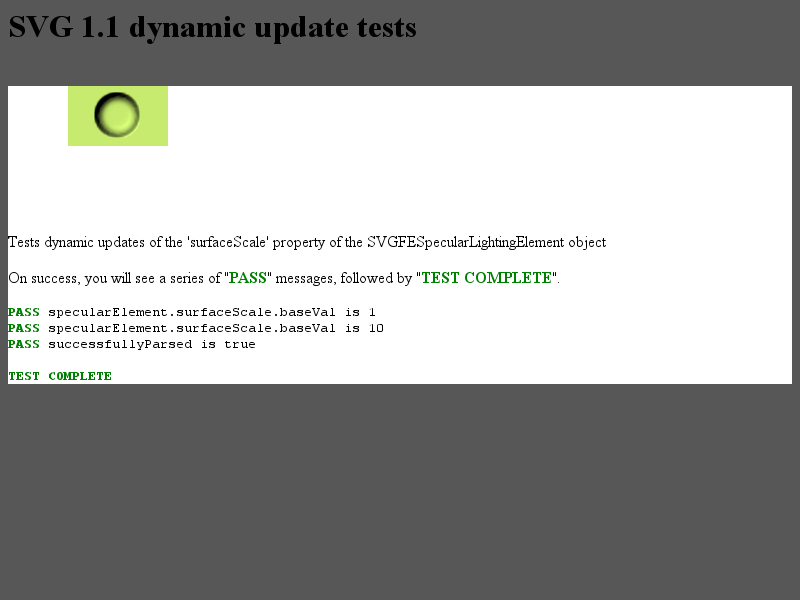 SVG 1.1 dynamic update tests
Tests dynamic updates of the 'surfaceScale' property of the SVGFESpecularLightingElement object
On success, you will see a series of "PASS" messages, followed by "TEST COMPLETE".
PASS specularElement.surfaceScale.baseVal is 1
PASS specularElement.surfaceScale.baseVal is 10
PASS successfullyParsed is true
TEST COMPLETE